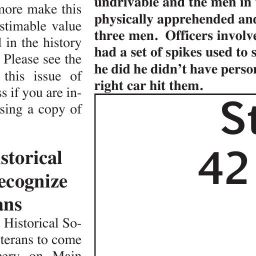 more make this
stimable value
in the history
Please see the
this issue of
s if you are in-
sing a copy of
storical
ecognize
ans
Historical So-
terans to come
on Main
undrivable and the men in
physically apprehended and
three men. Officers involve
had a set of spikes used to s
he did he didn't have person
right car hit them.
St
42